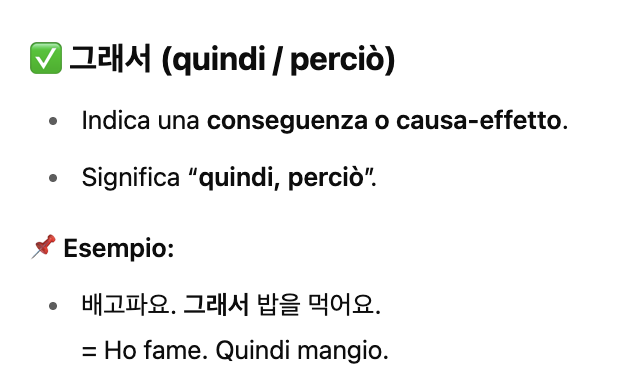 ✅ 그래서 (quindi / perciò)
• Indica una conseguenza o causa-effetto.
• Significa “quindi, perciò”.
📌 Esempio:
• 배고파요. 그래서 밥을 먹어요.
= Ho fame. Quindi mangio.